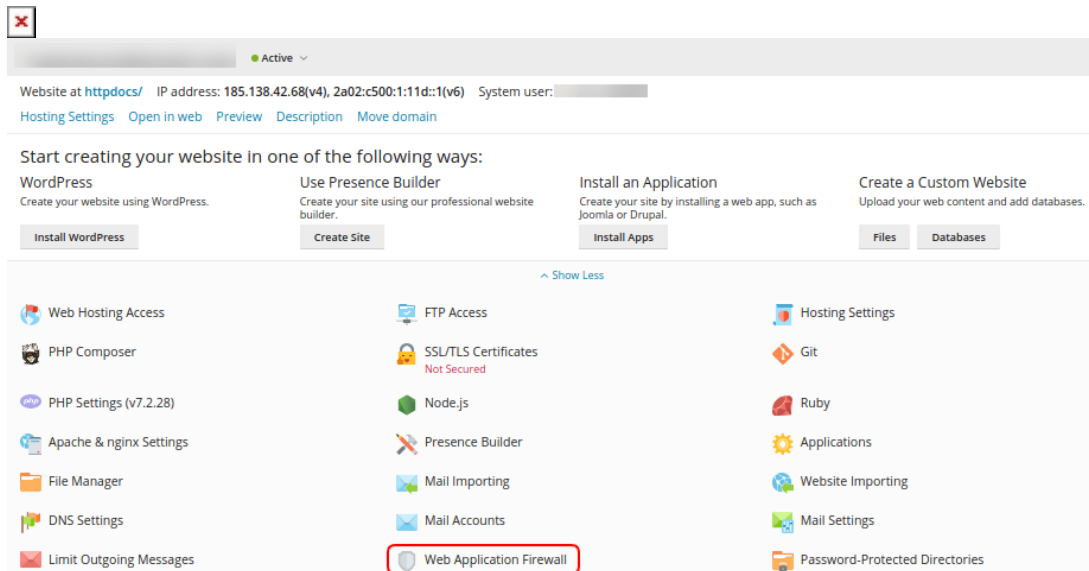 Active
Website at httpdocs/ IP address: 185.138.42.68(v4), 2a02:c500:1:11d::1(v6) System user:
Hosting Settings Open in web Preview Description Move domain
Start creating your website in one of the following ways:
WordPress
Create your website using WordPress.
Install WordPress
Use Presence Builder
Create your site using our professional website
builder.
Create Site
Install an Application
Create your site by installing a web app, such as
Joomla or Drupal.
Install Apps
Create a Custom Website
Upload your web content and add databases.
Files Databases
Show Less
Web Hosting Access FTP Access Hosting Settings
PHP Composer SSL/TLS Certificates Git
Not Secured
php PHP Settings (v7.2.28) Node.js Ruby
Apache & nginx Settings Presence Builder Applications
File Manager Mail Importing Website Importing
DNS Settings Mail Accounts Mail Settings
Limit Outgoing Messages Web Application Firewall Password-Protected Directories